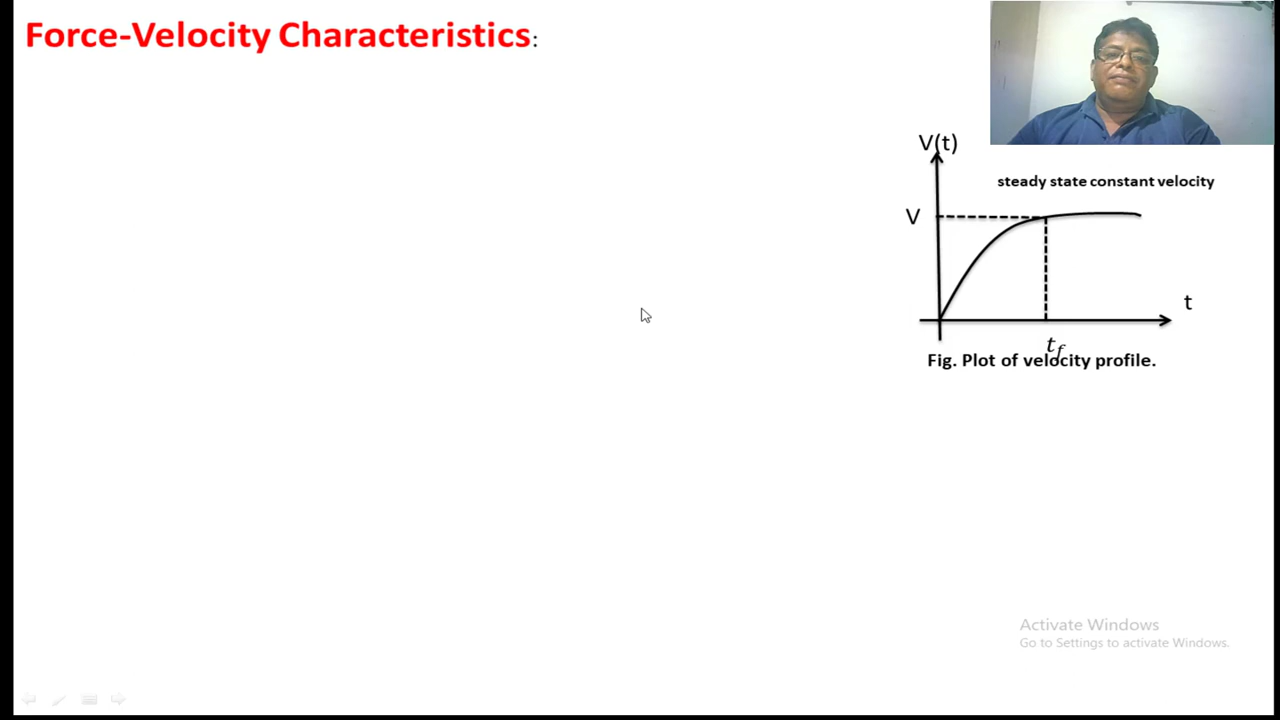 Force-Velocity Characteristics:
V(t)
steady state constant velocity
V
t
t_f
Fig. Plot of velocity profile.
Activate Windows
Go to Settings to activate Windows.